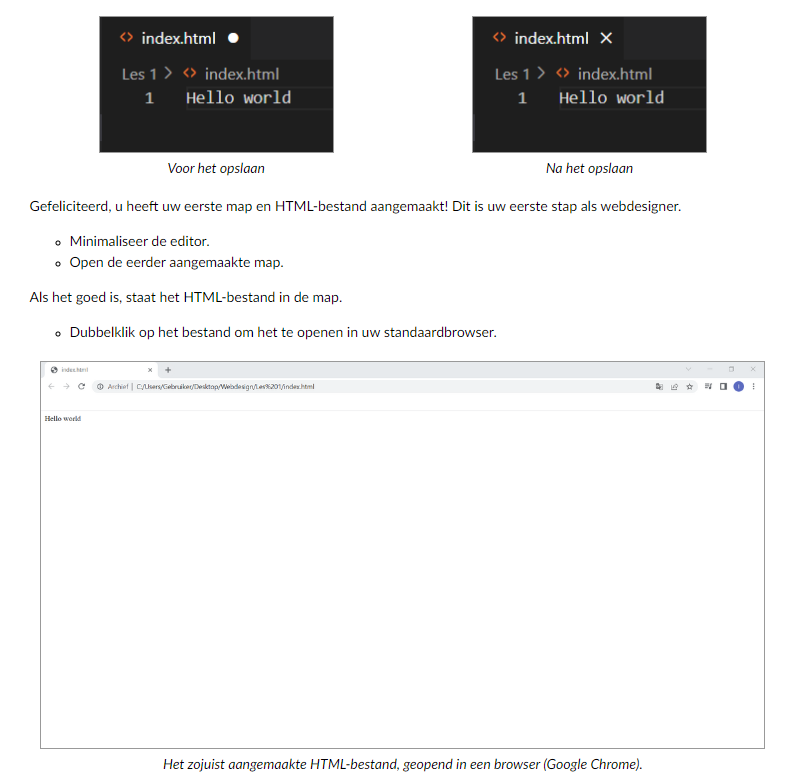 index.html
index.html
Les 1 > index.html
Les 1 > index.html
1 Hello world
1 Hello world
Voor het opslaan
Na het opslaan
Gefeliciteerd, u heeft uw eerste map en HTML-bestand aangemaakt! Dit is uw eerste stap als webdesigner.
Minimaliseer de editor.
Open de eerder aangemaakte map.
Als het goed is, staat het HTML-bestand in de map.
Dubbelklik op het bestand om het te openen in uw standaardbrowser.
index.html
Archief | C:/Users/Gebruiker/Desktop/Webdesign/Les%201/index.html
Hello world
Het zojuist aangemaakte HTML-bestand, geopend in een browser (Google Chrome).